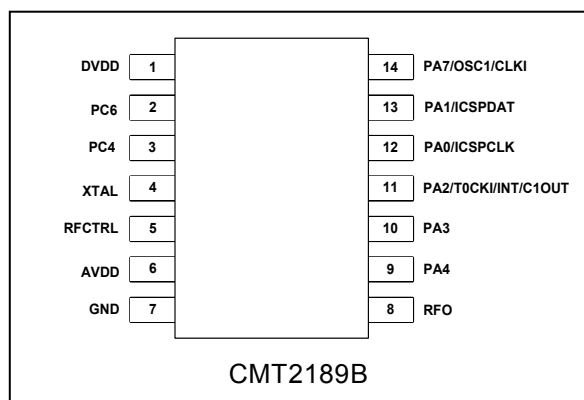 DVDD 1 14 PA7/OSC1/CLKI
PC6 2 13 PA1/ICSPDAT
PC4 3 12 PA0/ICSPCLK
XTAL 4 11 PA2/T0CKI/INT/C1OUT
RFCTRL 5 10 PA3
AVDD 6 9 PA4
GND 7 8 RFO
CMT2189B